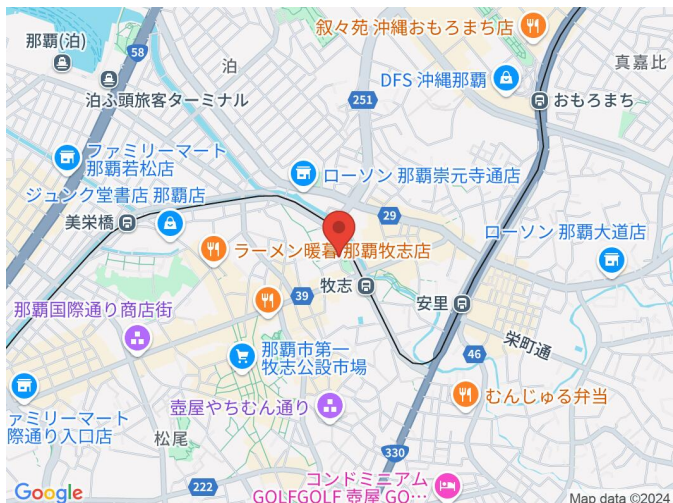 那覇(泊)
58
泊
叙々苑 沖縄おもろまち店
真嘉比
泊ふ頭旅客ターミナル
DFS 沖縄那覇
251
おもろまち
ファミリーマート
那覇若松店
ローソン 那覇崇元寺通店
ジュンク堂書店 那覇店
美栄橋
29
ラーメン暖暮 那覇牧志店
ローソン 那覇大道店
牧志
39
安里
那覇国際通り商店街
栄町通
46
那覇市第一
牧志公設市場
壺屋やちむん通り
むんじゅる弁当
ァミリーマート
際通り入口店
松尾
330
222
コンドミニアム
GOLFGOLF 壺屋 GO…
Google
Map data ©2024